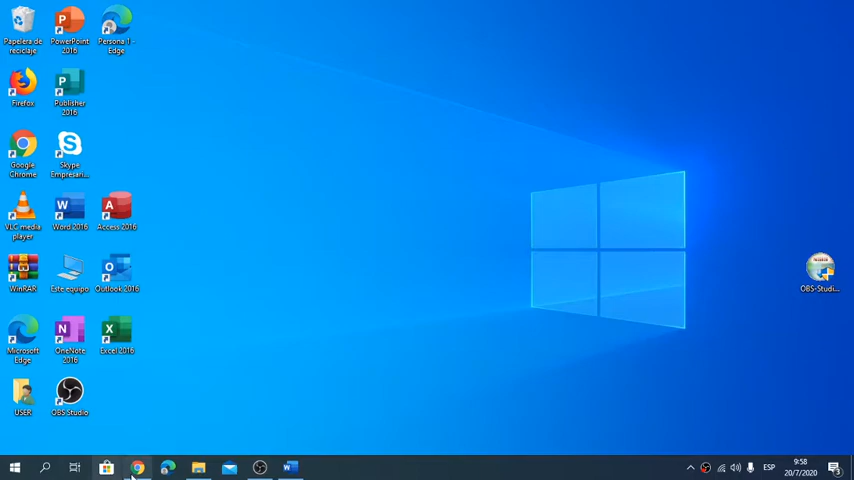 Papelera de
reciclaje
PowerPoint
2016
Persona 1 -
Edge
Firefox
Publisher
2016
Google
Chrome
Skype
Empresari...
VLC media
player
Word 2016
Access 2016
WinRAR
Este equipo
Outlook 2016
OBS-Studi...
Microsoft
Edge
OneNote
2016
Excel 2016
USER
OBS Studio
ESP
9:58
20/7/2020
3